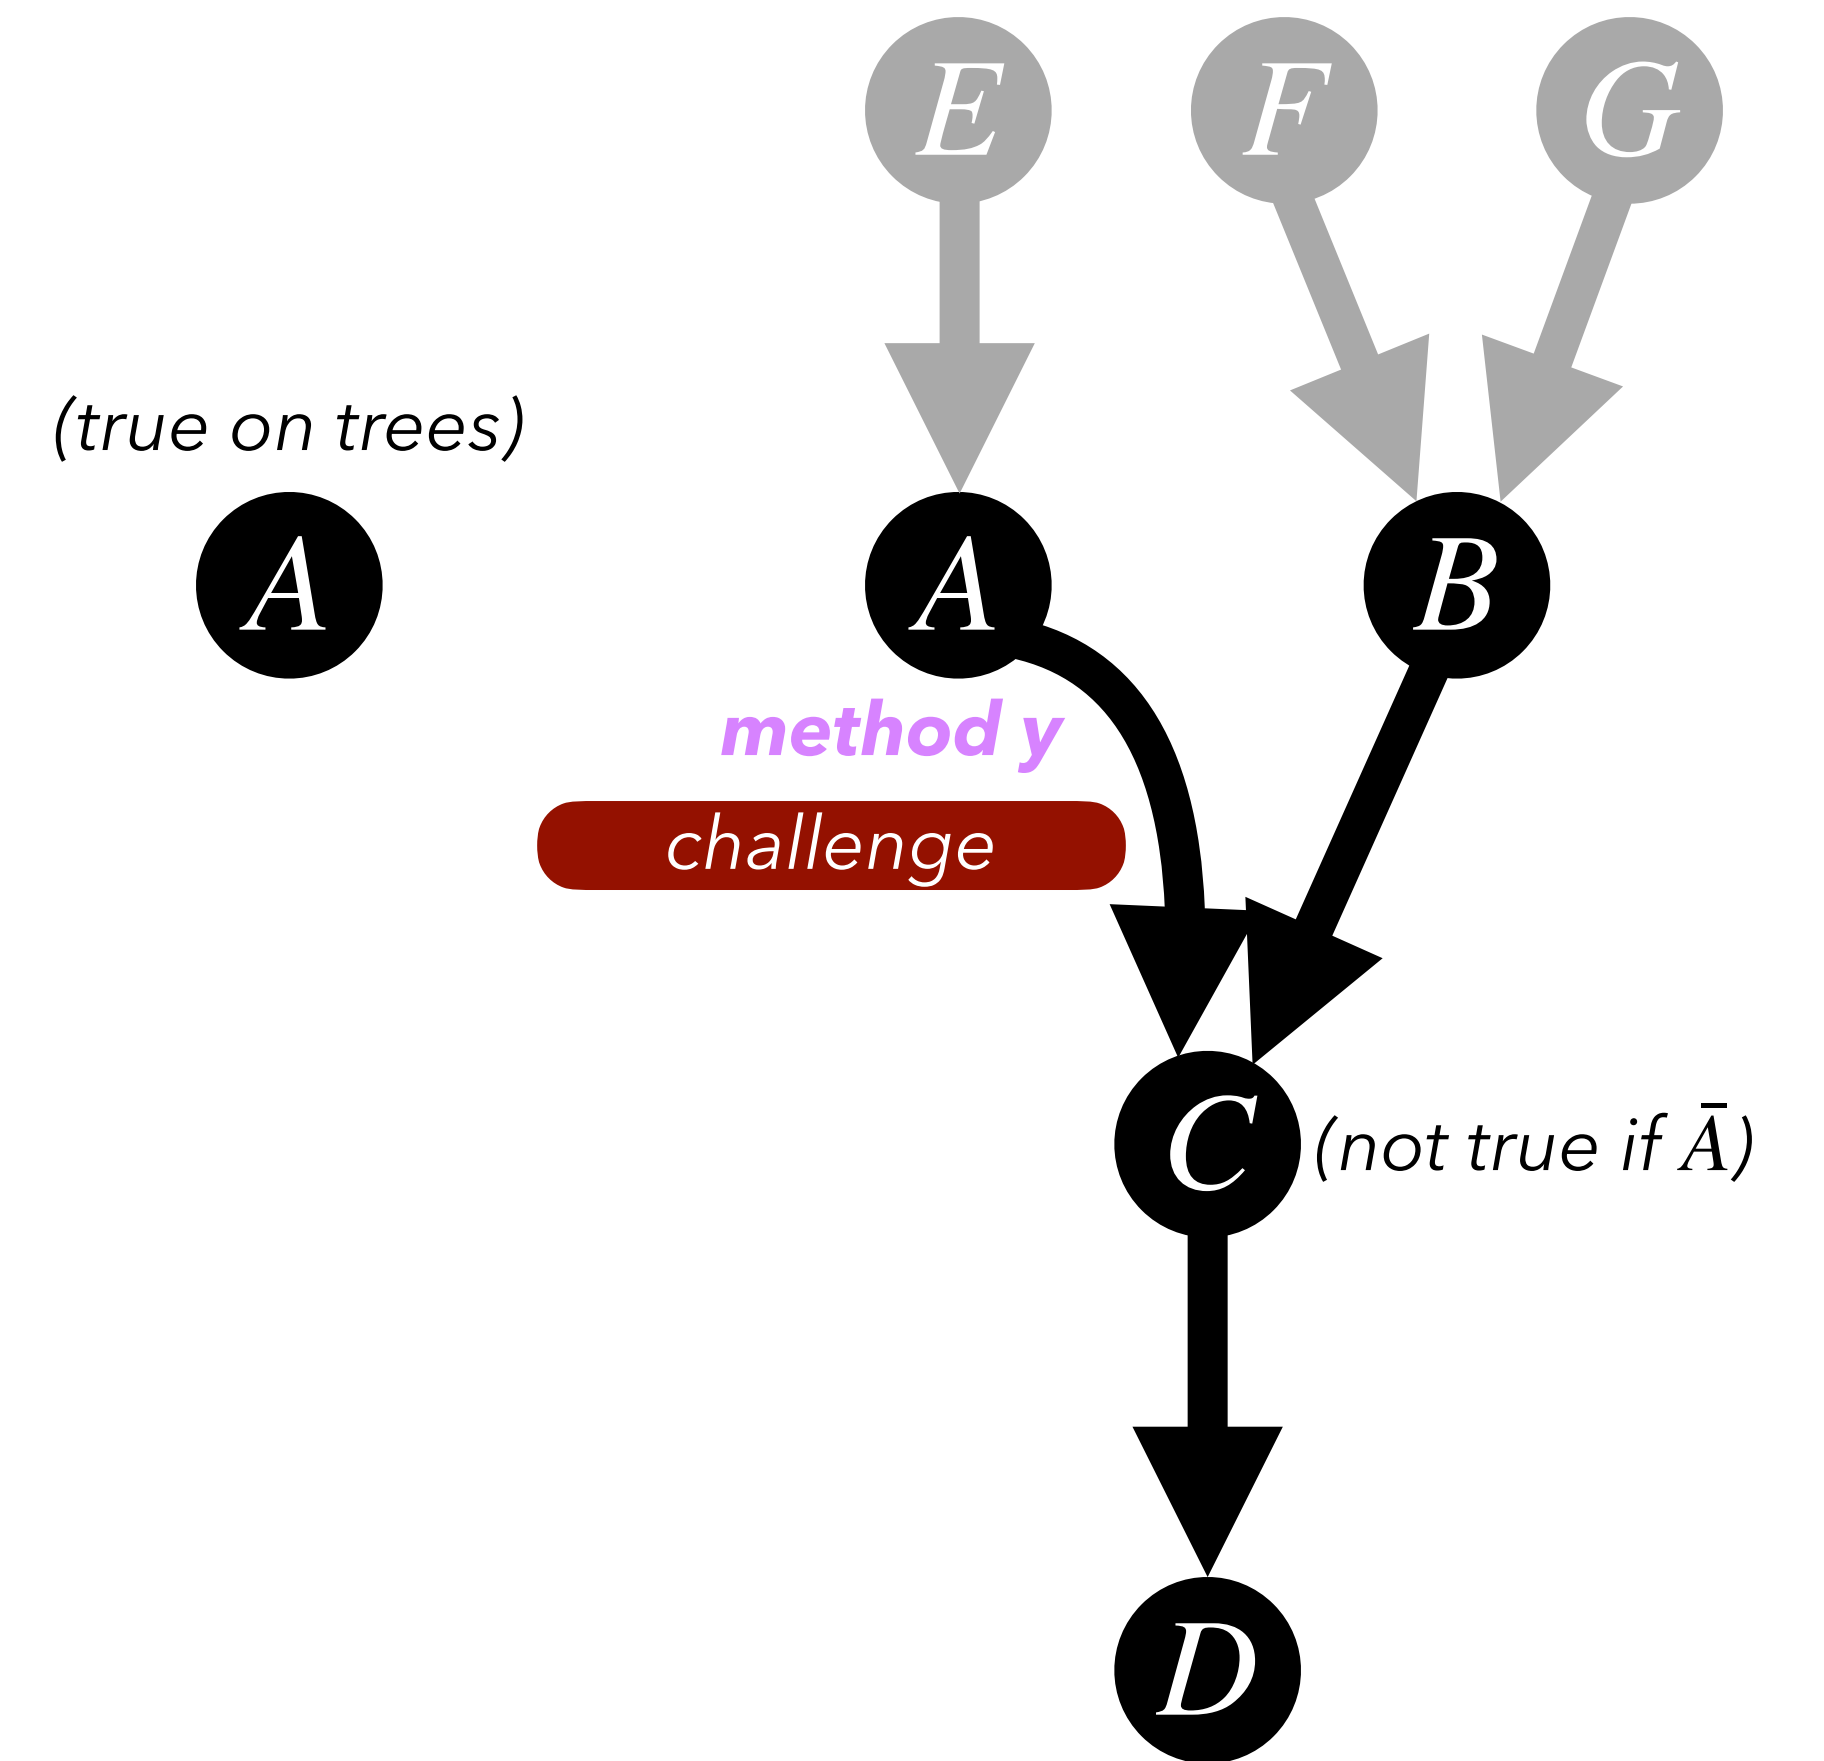 E
F
G
(true on trees)
A
A
B
method y
challenge
C
(not true if Ā)
D